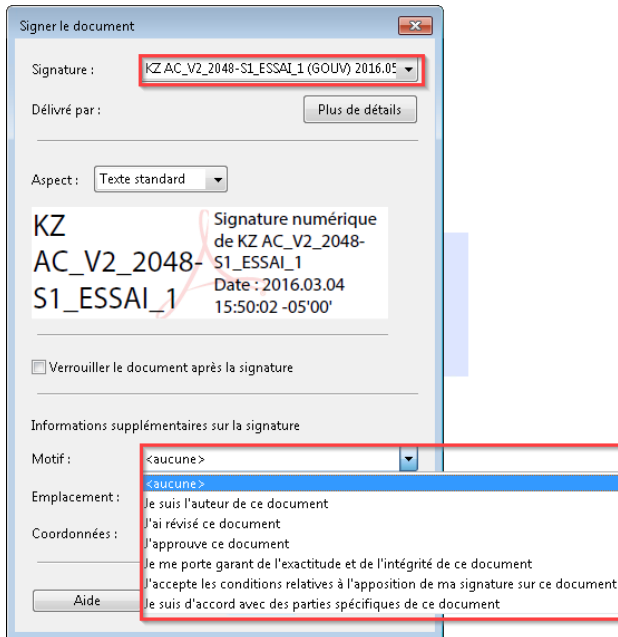 Signer le document
Signature :
KZ AC_V2_2048-S1_ESSAI_1 (GOUV) 2016.05
Délivré par :
Plus de détails
Aspect :
Texte standard
KZ
AC_V2_2048-
S1_ESSAI_1
Signature numérique
de KZ AC_V2_2048-
S1_ESSAI_1
Date : 2016.03.04
15:50:02 -05'00'
Verrouiller le document après la signature
Informations supplémentaires sur la signature
Motif :
<aucune>
<aucune>
Emplacement :
Je suis l'auteur de ce document
J'ai révisé ce document
Coordonnées :
J'approuve ce document
Je me porte garant de l'exactitude et de l'intégrité de ce document
J'accepte les conditions relatives à l'apposition de ma signature sur ce document
Aide
Je suis d'accord avec des parties spécifiques de ce document